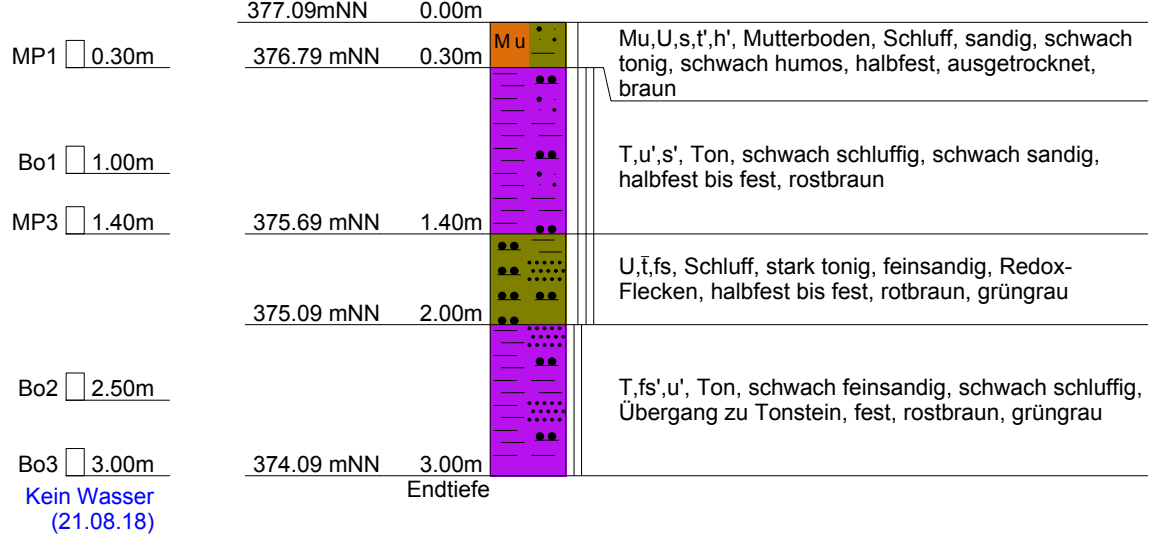 377.09mNN 0.00m
MP1 0.30m 376.79 mNN 0.30m
Mu
Mu,U,s,t',h', Mutterboden, Schluff, sandig, schwach
tonig, schwach humos, halbfest, ausgetrocknet,
braun
Bo1 1.00m
T,u',s', Ton, schwach schluffig, schwach sandig,
halbfest bis fest, rostbraun
MP3 1.40m 375.69 mNN 1.40m
U,t̄,fs, Schluff, stark tonig, feinsandig, Redox-
Flecken, halbfest bis fest, rotbraun, grüngrau
375.09 mNN 2.00m
Bo2 2.50m
T,fs',u', Ton, schwach feinsandig, schwach schluffig,
Übergang zu Tonstein, fest, rostbraun, grüngrau
Bo3 3.00m 374.09 mNN 3.00m
Endtiefe
Kein Wasser
(21.08.18)